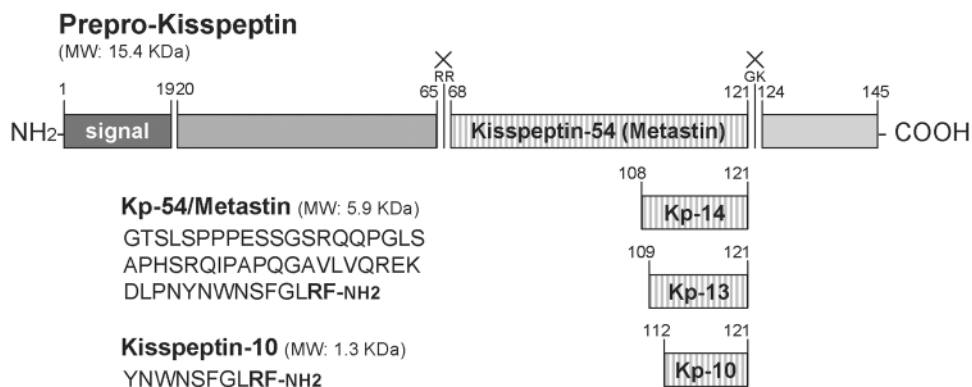 Prepro-Kisspeptin
(MW: 15.4 KDa)
RR GK
1 19 20 65 68 121 124 145
NH2 signal Kisspeptin-54 (Metastin) COOH
108 121
Kp-14
Kp-54/Metastin (MW: 5.9 KDa)
GTSLSPPPESSGSRQQPGLS
APHSRQIPAPQGAVLVQREK
DLPNYNWNSFGLRF-NH2
109 121
Kp-13
Kisspeptin-10 (MW: 1.3 KDa)
YNWNSFGLRF-NH2
112 121
Kp-10